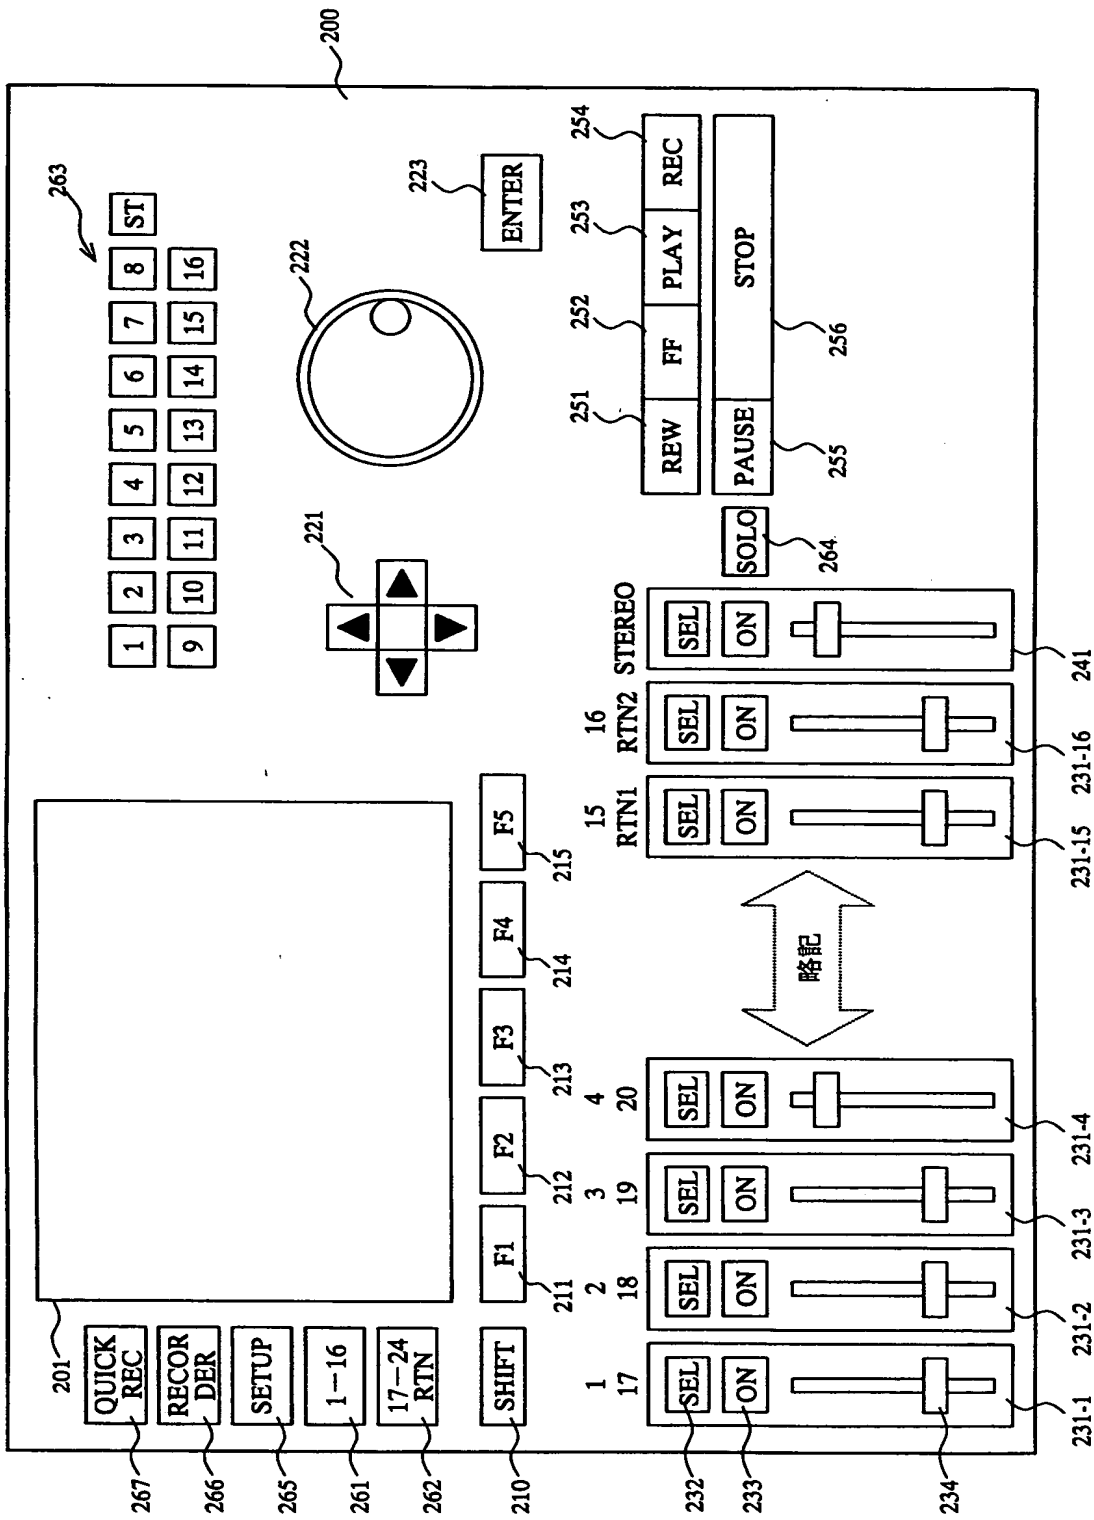 200
201
QUICK
REC
267
RECOR
DER
266
SETUP
265
1—16
261
17—24
RTN
262
SHIFT
210
F1
211
F2
212
F3
213
F4
214
F5
215
263
1
2
3
4
5
6
7
8
ST
9
10
11
12
13
14
15
16
221
222
223
ENTER
1
17
SEL
232
ON
233
234
231-1
2
18
SEL
ON
231-2
3
19
SEL
ON
231-3
4
20
SEL
ON
231-4
略記
15
RTN1
SEL
ON
231-15
16
RTN2
SEL
ON
231-16
STEREO
SEL
ON
241
SOLO
264
251
252
253
254
REW
FF
PLAY
REC
PAUSE
STOP
255
256